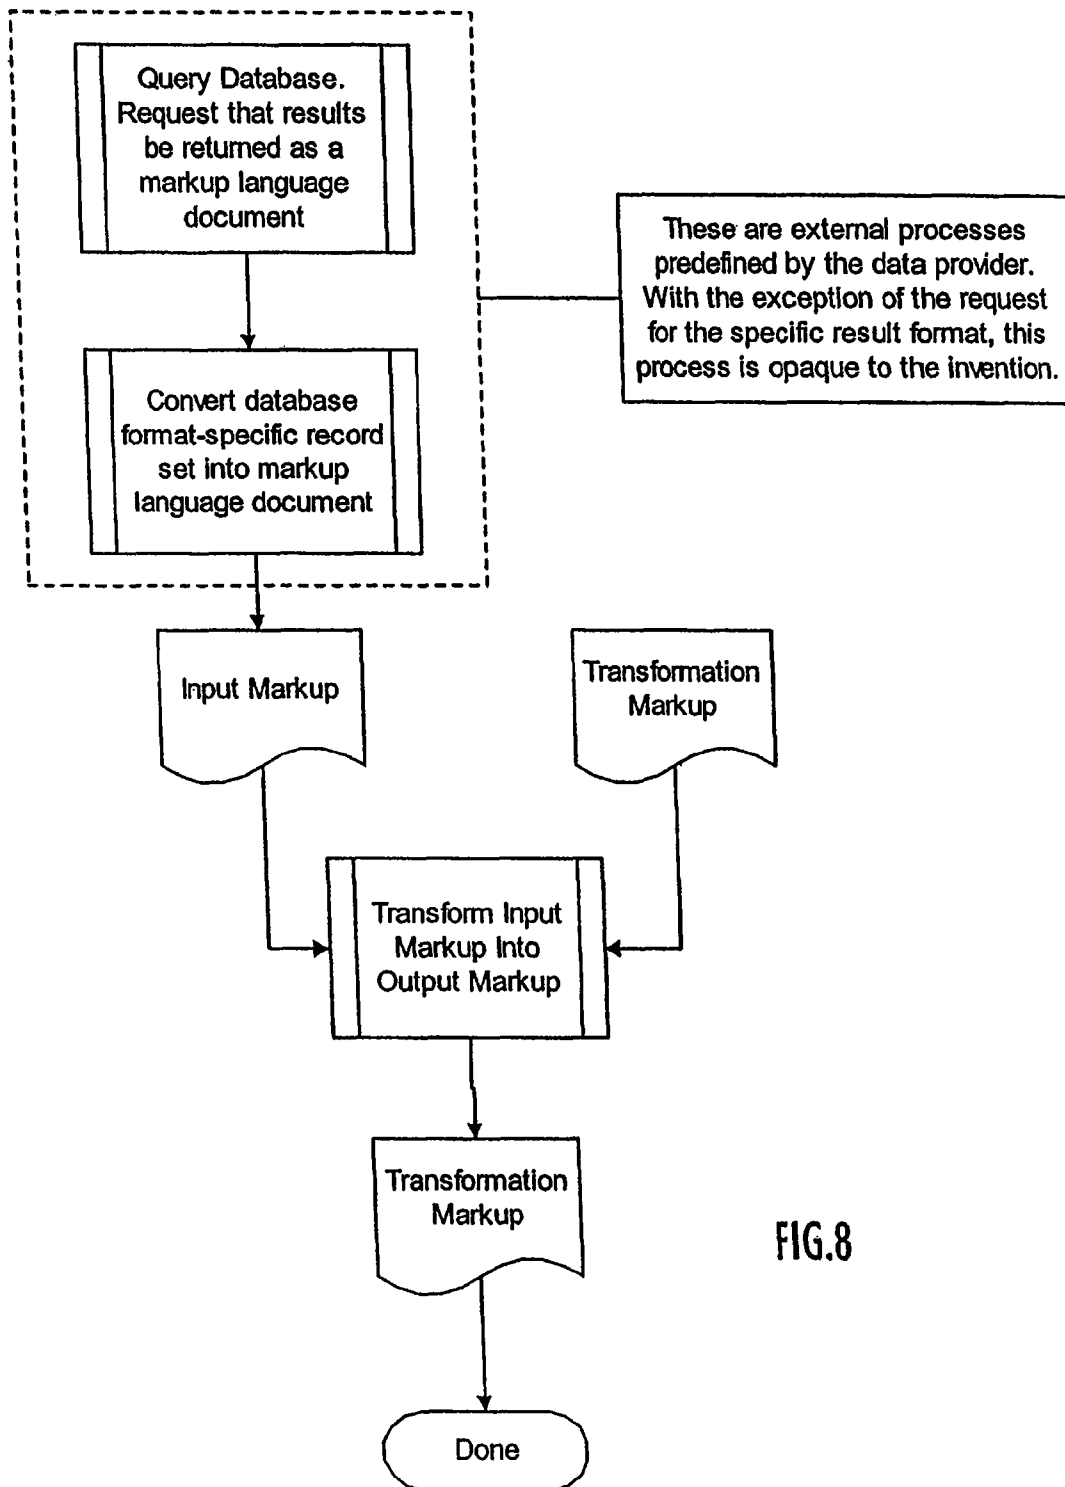 Query Database.
Request that results
be returned as a
markup language
document
These are external processes
predefined by the data provider.
With the exception of the request
for the specific result format, this
process is opaque to the invention.
Convert database
format-specific record
set into markup
language document
Input Markup
Transformation
Markup
Transform Input
Markup Into
Output Markup
Transformation
Markup
FIG.8
Done